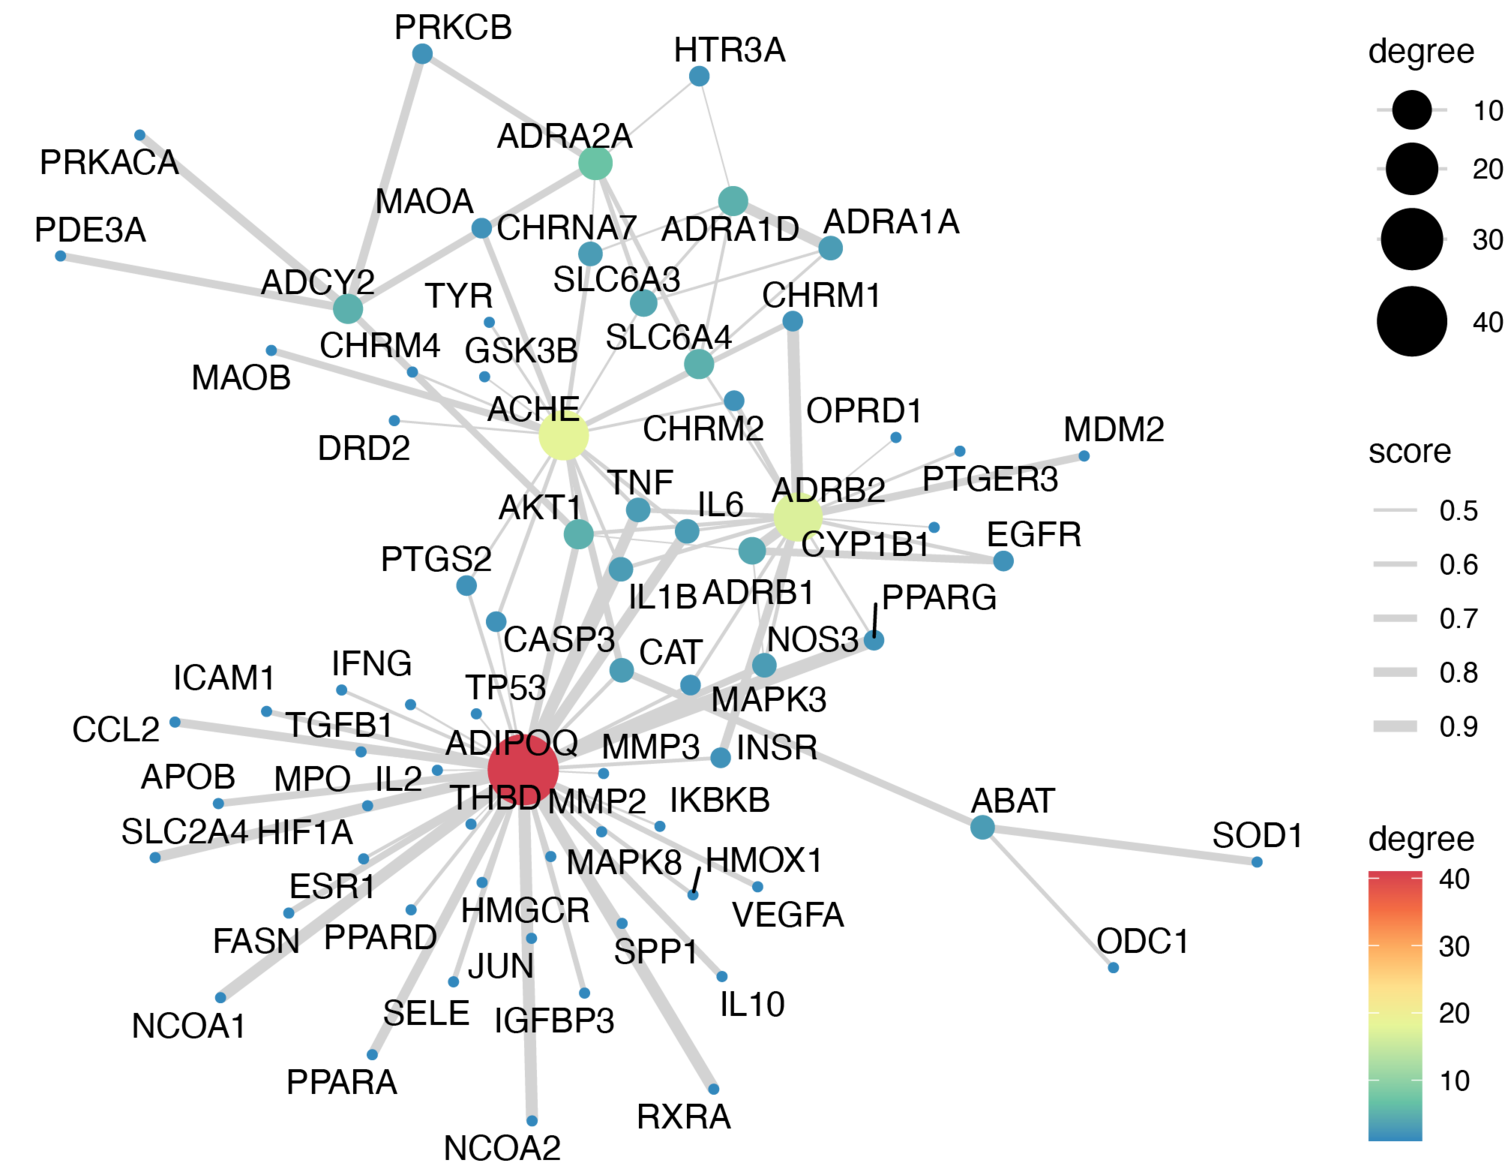 PRKCB
HTR3A
degree
10
ADRA2A
PRKACA
20
MAOA
CHRNA7
ADRA1D
ADRA1A
PDE3A
30
ADCY2
TYR
SLC6A3
CHRM1
40
CHRM4
GSK3B
SLC6A4
MAOB
ACHE
CHRM2
OPRD1
MDM2
DRD2
score
TNF
ADRB2
PTGER3
AKT1
IL6
0.5
CYP1B1
EGFR
PTGS2
0.6
IL1B
ADRB1
PPARG
0.7
CASP3
CAT
NOS3
IFNG
0.8
ICAM1
TP53
MAPK3
CCL2
TGFB1
0.9
ADIPOQ
MMP3
INSR
APOB
MPO
IL2
THBD
MMP2
IKBKB
ABAT
SLC2A4
HIF1A
SOD1
degree
MAPK8
HMOX1
40
ESR1
HMGCR
VEGFA
FASN
PPARD
SPP1
ODC1
30
JUN
SELE
IGFBP3
IL10
20
NCOA1
PPARA
10
RXRA
NCOA2